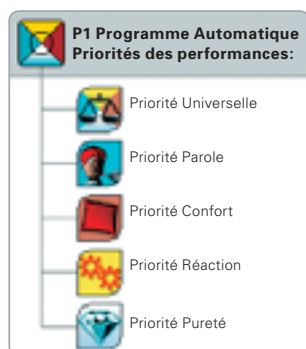 P1 Programme Automatique
Priorités des performances:
Priorité Universelle
Priorité Parole
Priorité Confort
Priorité Réaction
Priorité Pureté